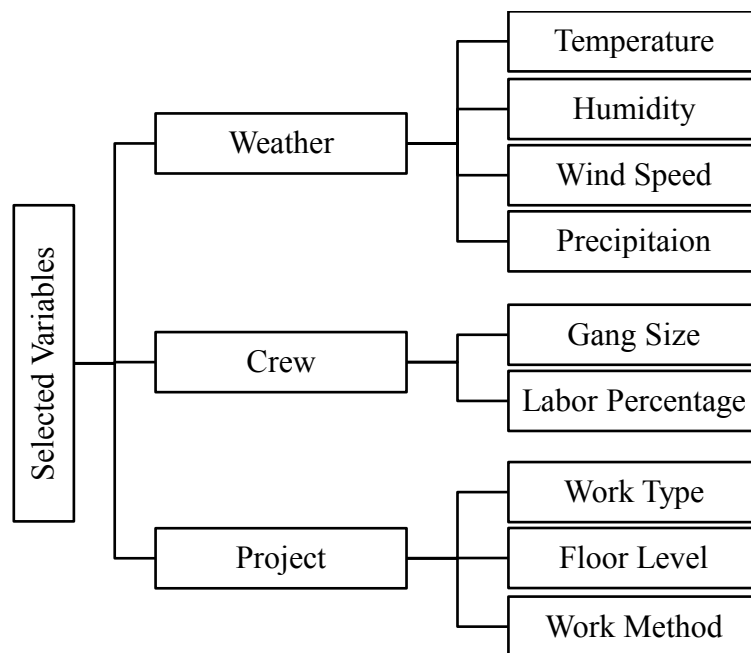 Selected Variables
Weather
Temperature
Humidity
Wind Speed
Precipitaion
Crew
Gang Size
Labor Percentage
Project
Work Type
Floor Level
Work Method